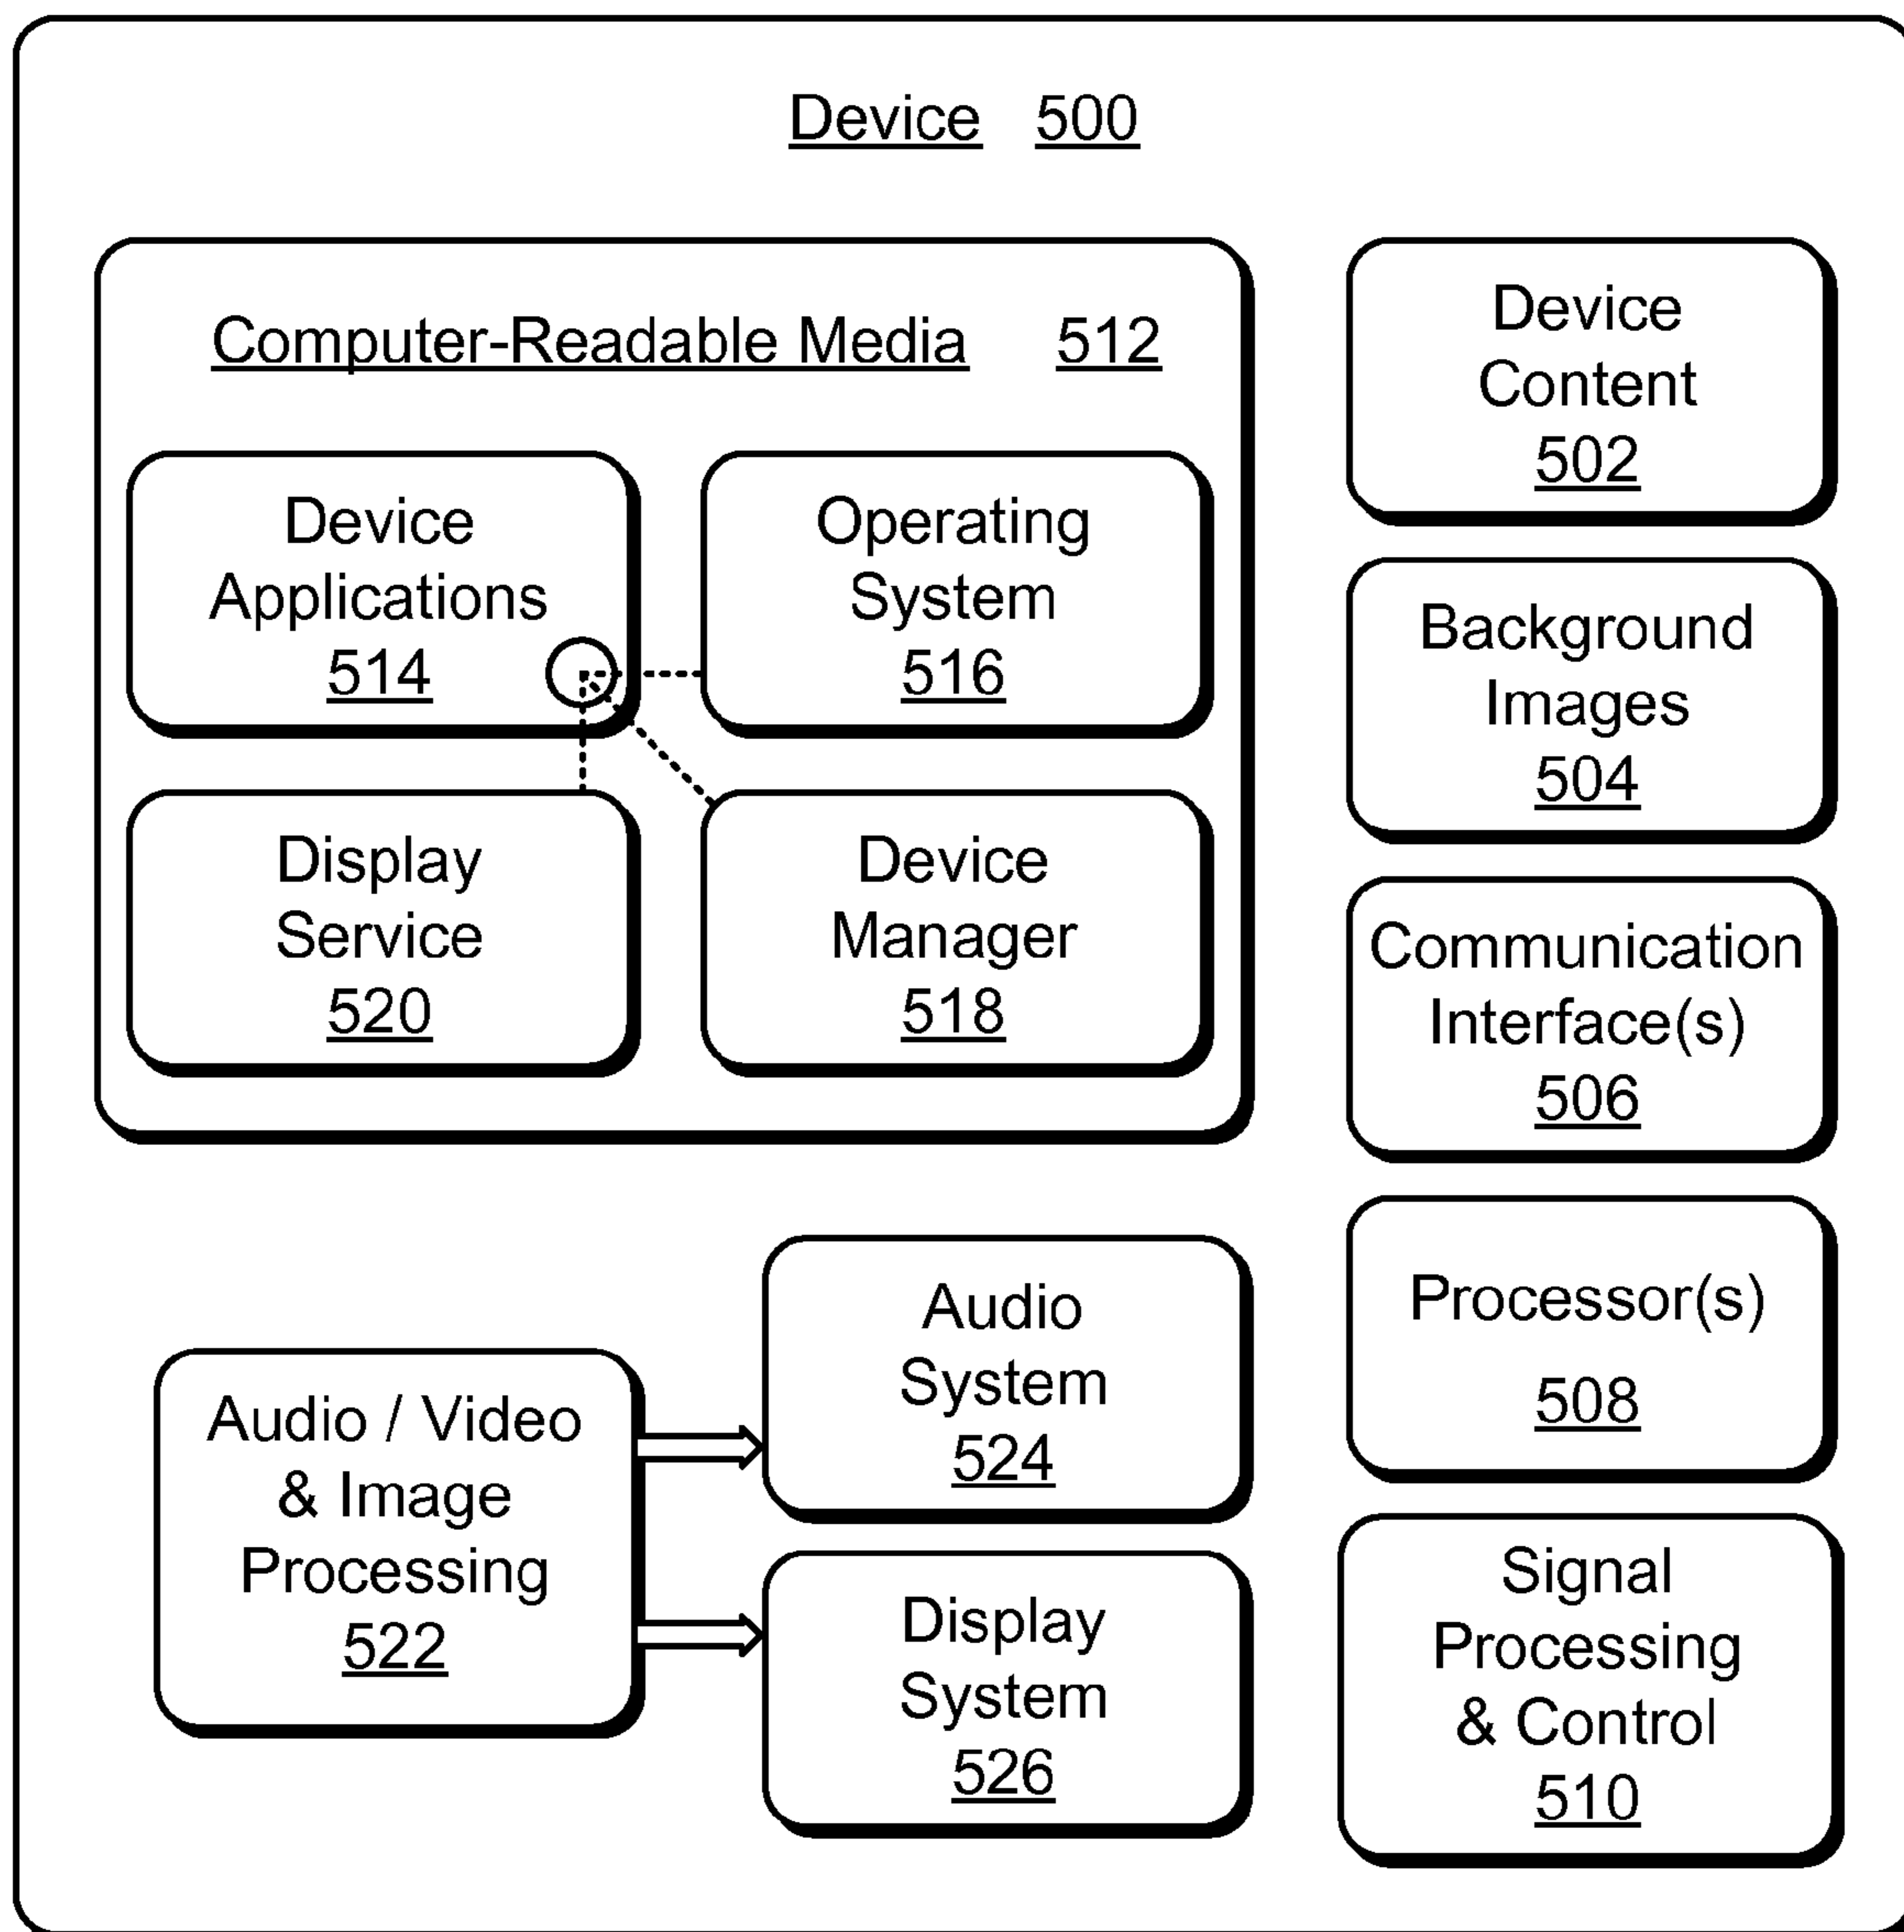 Device 500
Computer-Readable Media 512
Device
Applications
514
Operating
System
516
Display
Service
520
Device
Manager
518
Audio / Video
& Image
Processing
522
Audio
System
524
Display
System
526
Device
Content
502
Background
Images
504
Communication
Interface(s)
506
Processor(s)
508
Signal
Processing
& Control
510